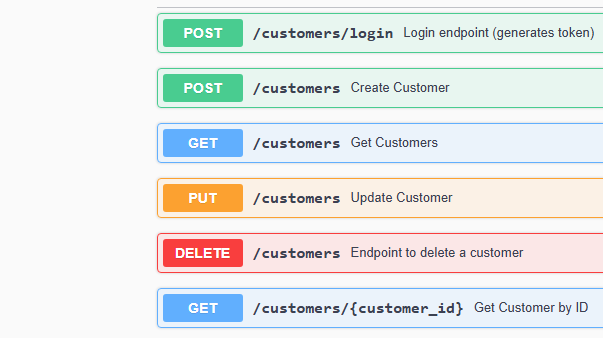 POST /customers/login Login endpoint (generates token)
POST /customers Create Customer
GET /customers Get Customers
PUT /customers Update Customer
DELETE /customers Endpoint to delete a customer
GET /customers/{customer_id} Get Customer by ID